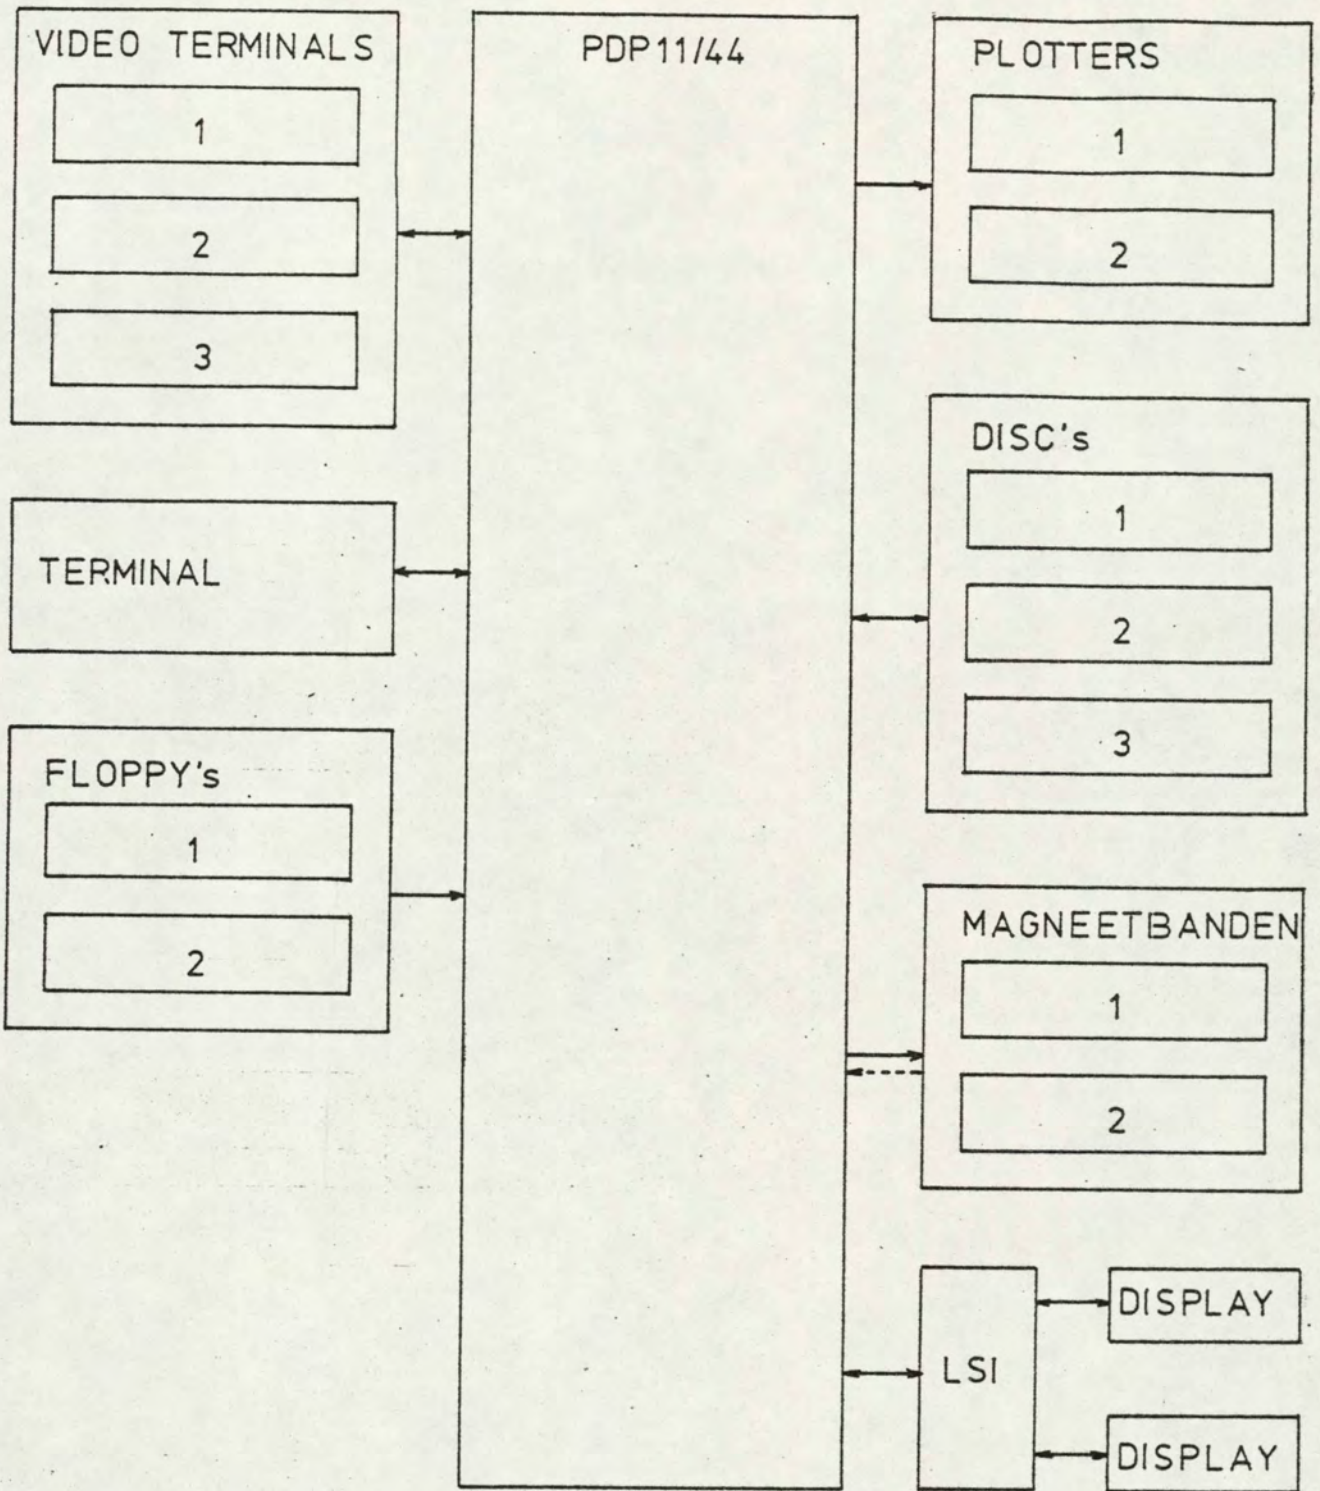 VIDEO TERMINALS
1
2
3
TERMINAL
FLOPPY's
1
2
PDP11/44
PLOTTERS
1
2
DISC's
1
2
3
MAGNEETBANDEN
1
2
LSI
DISPLAY
DISPLAY